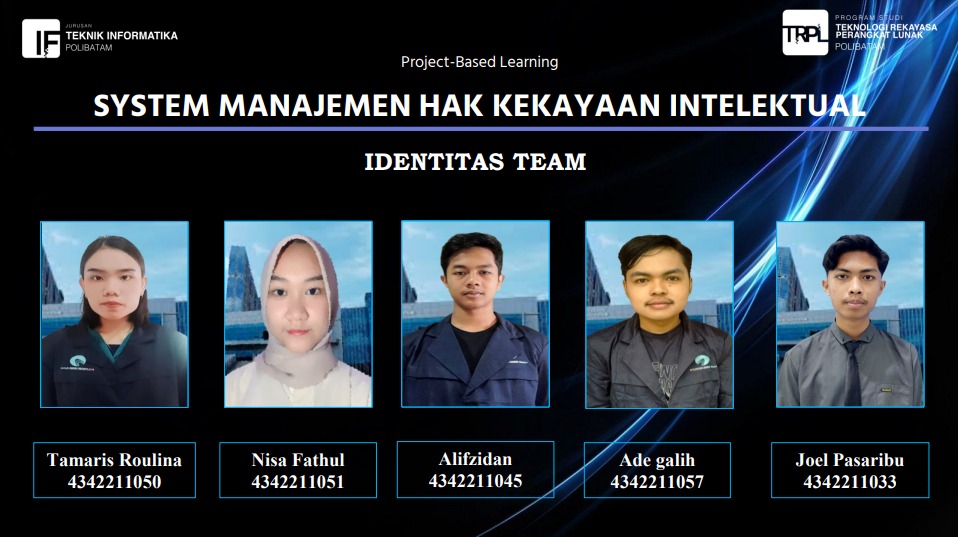 JURUSAN
TEKNIK INFORMATIKA
POLIBATAM
PROGRAM STUDI
TEKNOLOGI REKAYASA
PERANGKAT LUNAK
POLIBATAM
IF
TRPL
Project-Based Learning
SYSTEM MANAJEMEN HAK KEKAYAAN INTELEKTUAL
IDENTITAS TEAM
Tamaris Roulina
4342211050
Nisa Fathul
4342211051
Alifzidan
4342211045
Ade galih
4342211057
Joel Pasaribu
4342211033